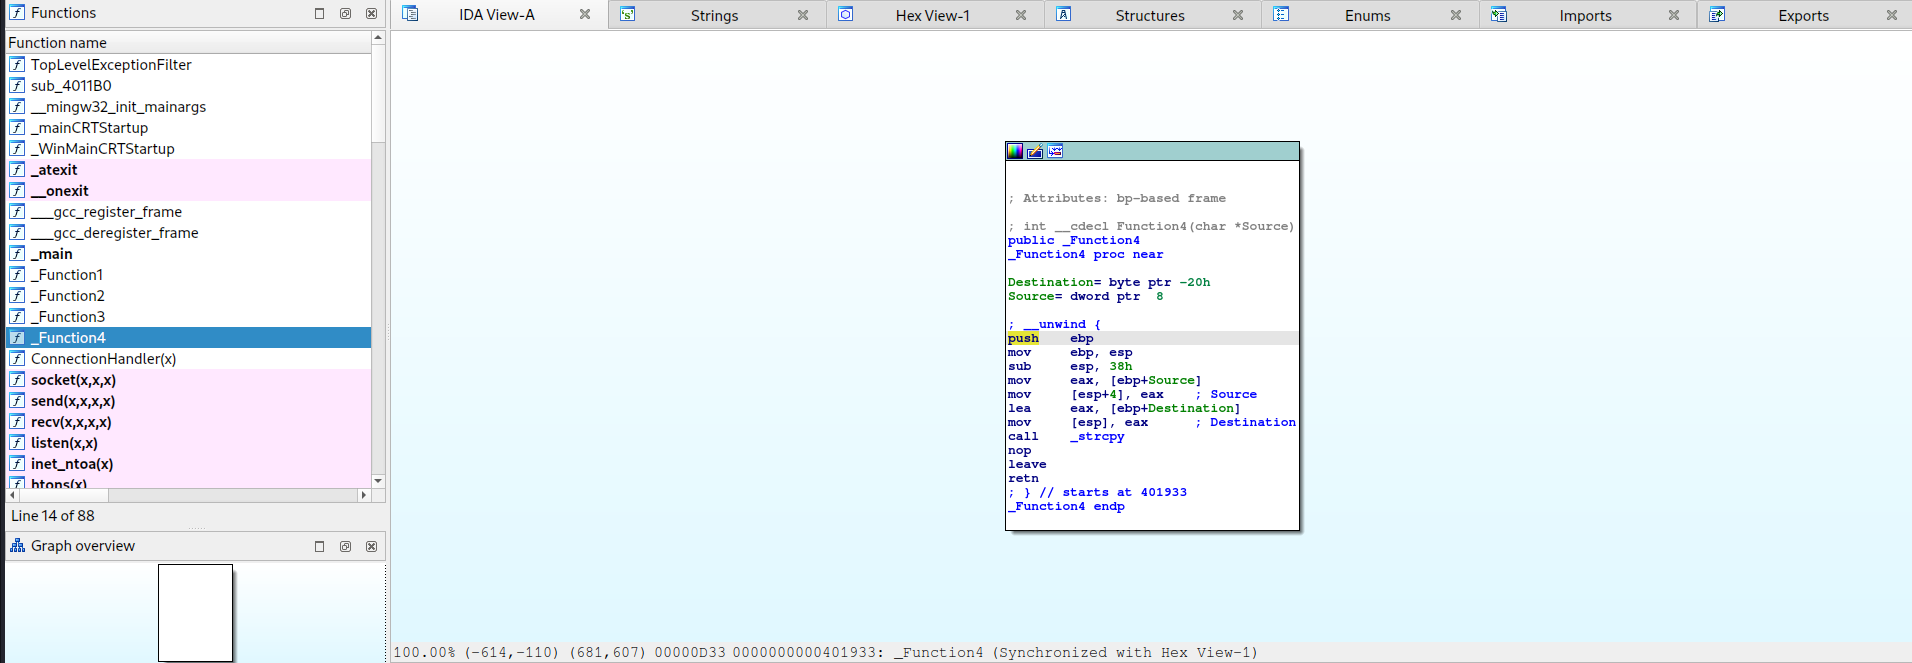 Functions
Function name
TopLevelExceptionFilter
sub_4011B0
__mingw32_init_mainargs
_mainCRTStartup
_WinMainCRTStartup
_atexit
__onexit
___gcc_register_frame
___gcc_deregister_frame
_main
_Function1
_Function2
_Function3
_Function4
ConnectionHandler(x)
socket(x,x,x)
send(x,x,x,x)
recv(x,x,x,x)
listen(x,x)
inet_ntoa(x)
htons(x)
Line 14 of 88
Graph overview
IDA View-A
Strings
Hex View-1
Structures
Enums
Imports
Exports
; Attributes: bp-based frame
; int __cdecl Function4(char *Source)
public _Function4
_Function4 proc near
Destination= byte ptr -20h
Source= dword ptr  8
; __unwind {
push    ebp
mov     ebp, esp
sub     esp, 38h
mov     eax, [ebp+Source]
mov     [esp+4], eax    ; Source
lea     eax, [ebp+Destination]
mov     [esp], eax      ; Destination
call    _strcpy
nop
leave
retn
; } // starts at 401933
_Function4 endp
100.00% (-614,-110) (681,607) 00000D33 0000000000401933: _Function4 (Synchronized with Hex View-1)